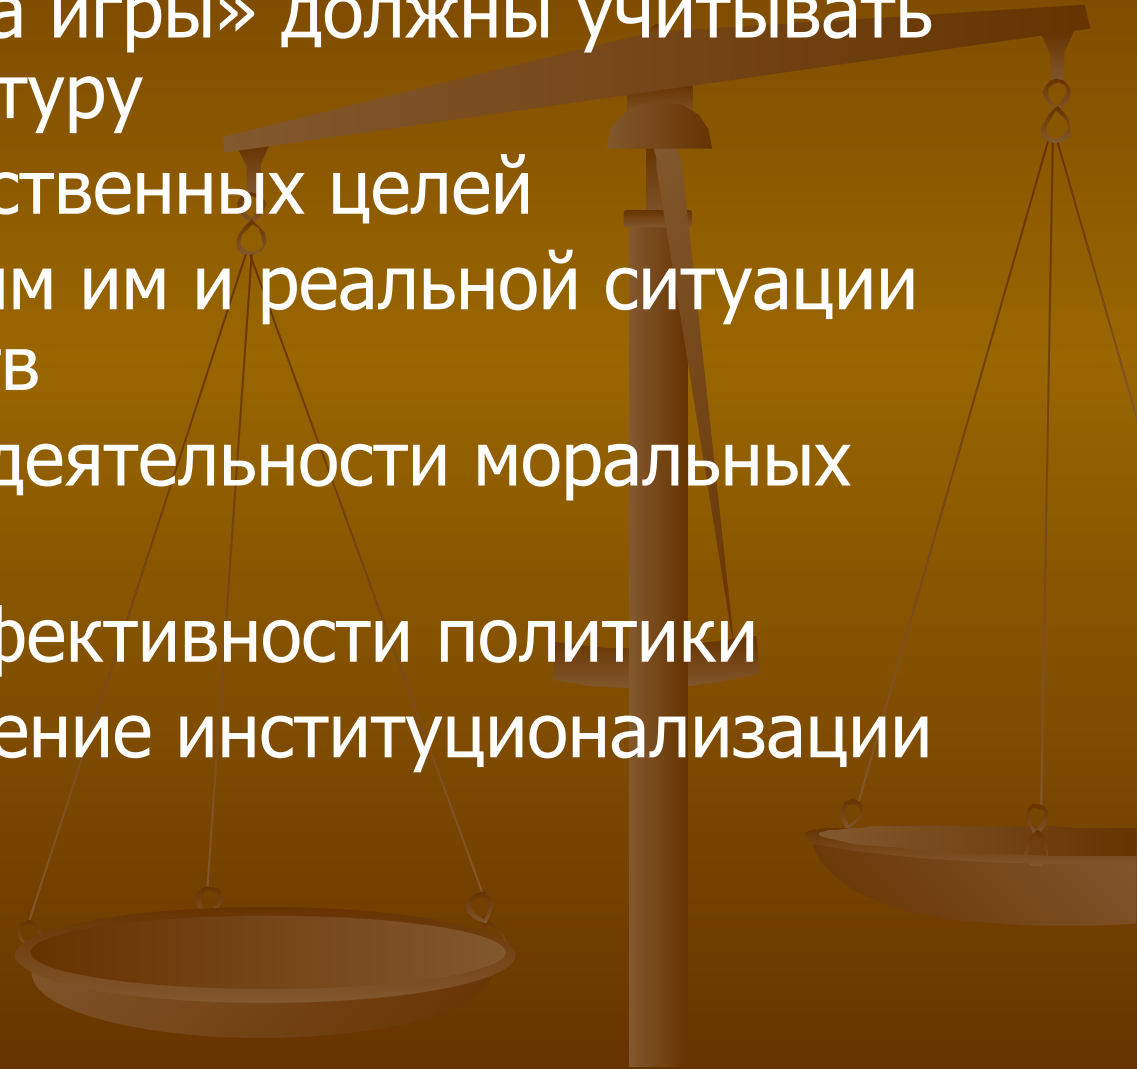 а игры» должны учитывать
туру
ственных целей
им им и реальной ситуации
тв
деятельности моральных
фективности политики
ение институционализации